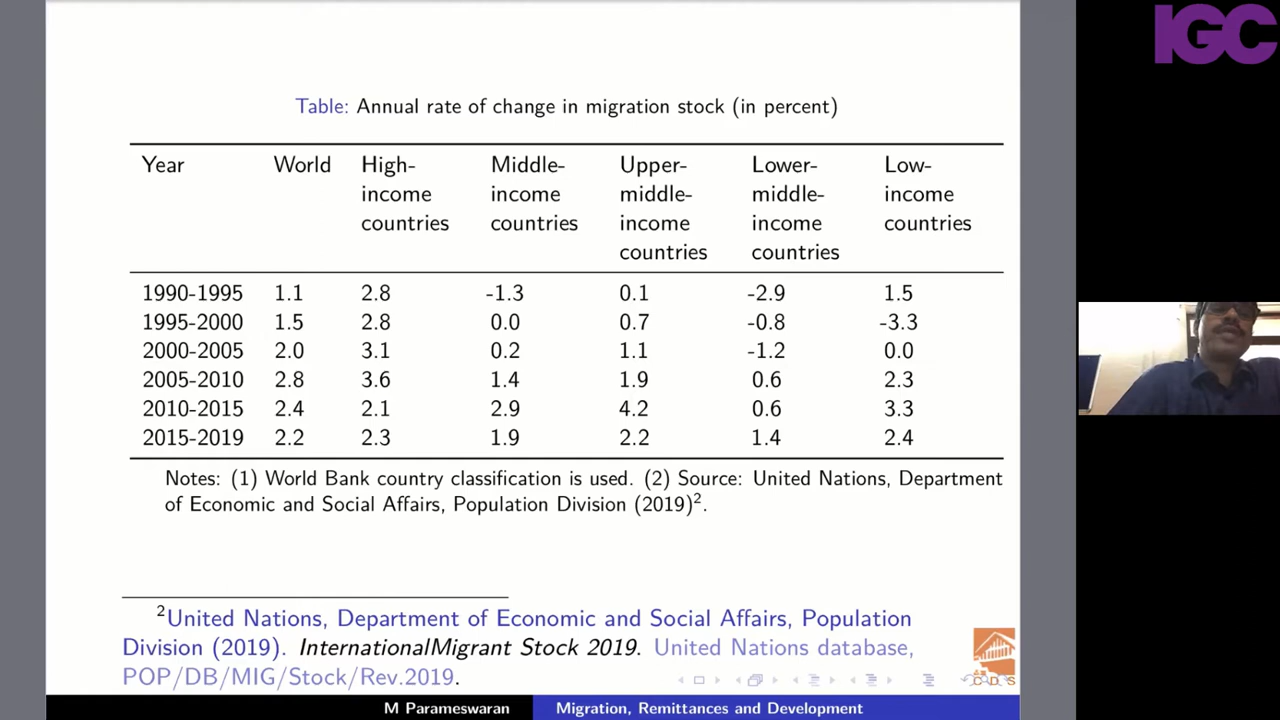 IGC
Table: Annual rate of change in migration stock (in percent)
Year World High-income countries Middle-income countries Upper-middle-income countries Lower-middle-income countries Low-income countries
1990-1995 1.1 2.8 -1.3 0.1 -2.9 1.5
1995-2000 1.5 2.8 0.0 0.7 -0.8 -3.3
2000-2005 2.0 3.1 0.2 1.1 -1.2 0.0
2005-2010 2.8 3.6 1.4 1.9 0.6 2.3
2010-2015 2.4 2.1 2.9 4.2 0.6 3.3
2015-2019 2.2 2.3 1.9 2.2 1.4 2.4
Notes: (1) World Bank country classification is used. (2) Source: United Nations, Department
of Economic and Social Affairs, Population Division (2019)².
²United Nations, Department of Economic and Social Affairs, Population
Division (2019). InternationalMigrant Stock 2019. United Nations database,
POP/DB/MIG/Stock/Rev.2019.
CDS
M Parameswaran Migration, Remittances and Development